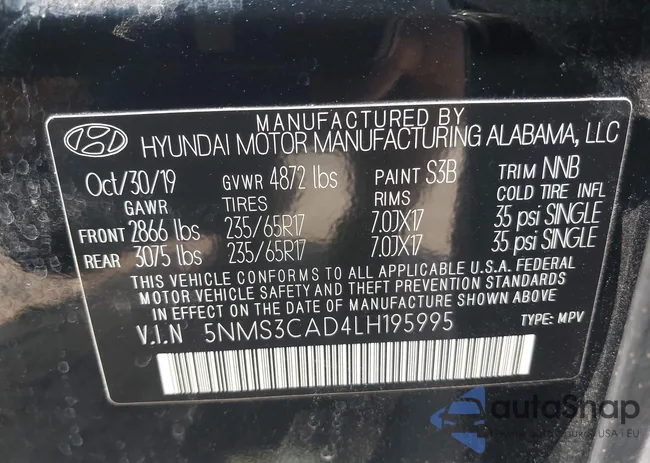 MANUFACTURED BY
HYUNDAI MOTOR MANUFACTURING ALABAMA, LLC
Oct/30/19 GVWR 4872 lbs PAINT S3B TRIM NNB
GAWR TIRES RIMS COLD TIRE INFL
FRONT 2866 lbs 235/65R17 7.0JX17 35 psi SINGLE
REAR 3075 lbs 235/65R17 7.0JX17 35 psi SINGLE
THIS VEHICLE CONFORMS TO ALL APPLICABLE U.S.A. FEDERAL
MOTOR VEHICLE SAFETY AND THEFT PREVENTION STANDARDS
IN EFFECT ON THE DATE OF MANUFACTURE SHOWN ABOVE.
V.I.N 5NMS3CAD4LH195995 TYPE: MPV
autoSnap
USA i EU